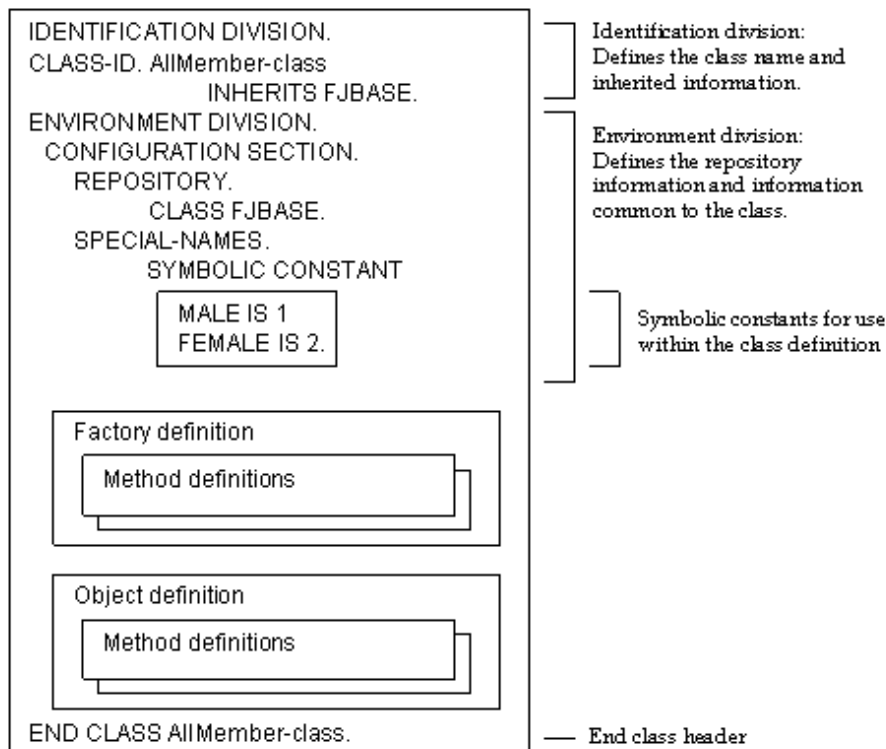 IDENTIFICATION DIVISION.
CLASS-ID. AllMember-class
INHERITS FJBASE.
ENVIRONMENT DIVISION.
CONFIGURATION SECTION.
REPOSITORY.
CLASS FJBASE.
SPECIAL-NAMES.
SYMBOLIC CONSTANT
MALE IS 1
FEMALE IS 2.
Factory definition
Method definitions
Object definition
Method definitions
END CLASS AllMember-class.
Identification division:
Defines the class name and
inherited information.
Environment division:
Defines the repository
information and information
common to the class.
Symbolic constants for use
within the class definition
End class header